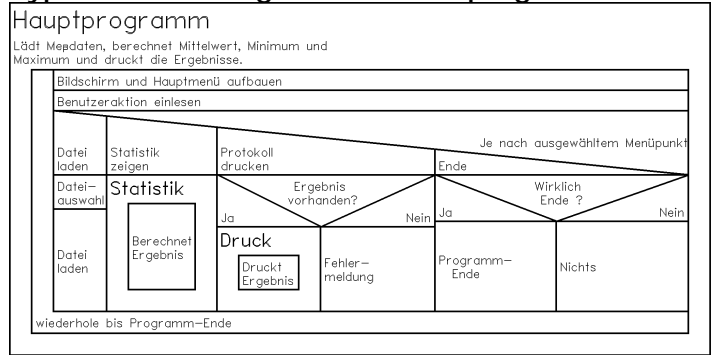 Hauptprogramm
Lädt Meßdaten, berechnet Mittelwert, Minimum und
Maximum und druckt die Ergebnisse.
Bildschirm und Hauptmenü aufbauen
Benutzeraktion einlesen
Je nach ausgewähltem Menüpunkt
Datei
laden
Statistik
zeigen
Protokoll
drucken
Ende
Datei-
auswahl
Datei
laden
Statistik
Berechnet
Ergebnis
Ergebnis
vorhanden?
Ja
Nein
Druck
Druckt
Ergebnis
Fehler-
meldung
Wirklich
Ende ?
Ja
Nein
Programm-
Ende
Nichts
wiederhole bis Programm-Ende